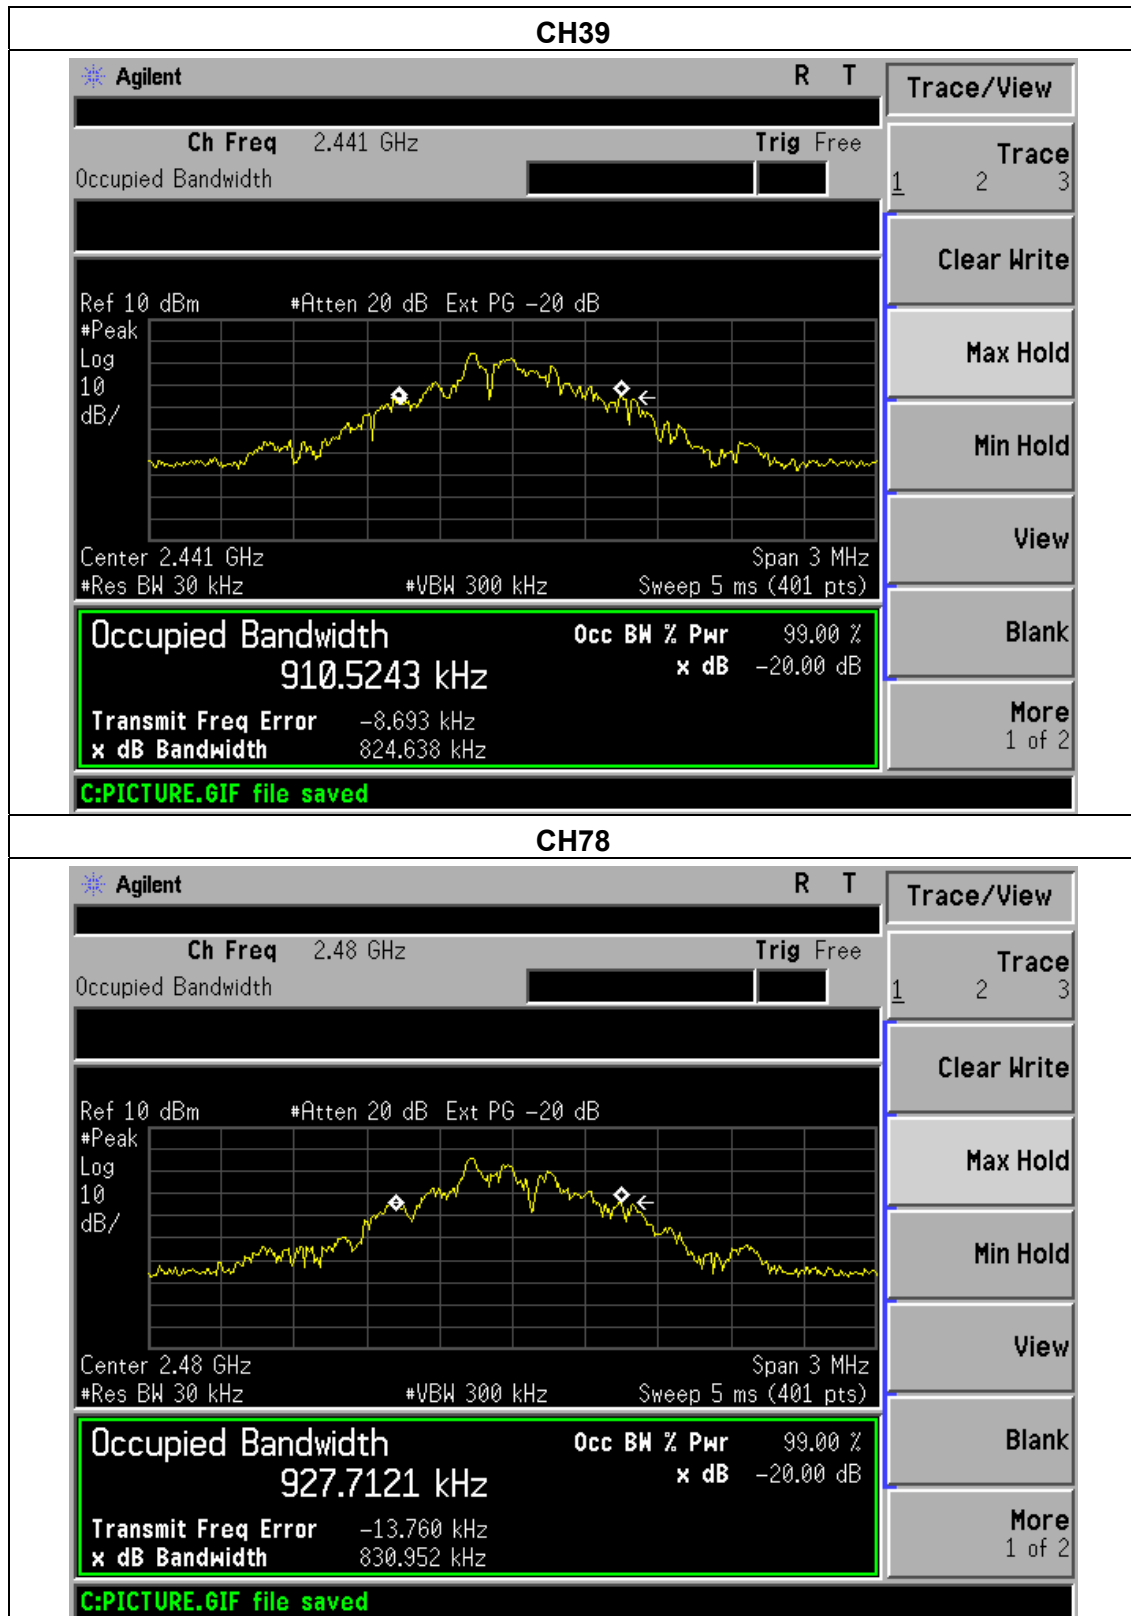 CH39
Agilent R T
Trace/View
Ch Freq 2.441 GHz Trig Free
Occupied Bandwidth
Trace
1 2 3
Clear Write
Ref 10 dBm #Atten 20 dB Ext PG -20 dB
#Peak
Log
10
dB/
Max Hold
Min Hold
View
Center 2.441 GHz Span 3 MHz
#Res BW 30 kHz #VBW 300 kHz Sweep 5 ms (401 pts)
Occupied Bandwidth Occ BW % Pwr 99.00 %
910.5243 kHz x dB -20.00 dB
Blank
Transmit Freq Error -8.693 kHz
x dB Bandwidth 824.638 kHz
More
1 of 2
C:PICTURE.GIF file saved
CH78
Agilent R T
Trace/View
Ch Freq 2.48 GHz Trig Free
Occupied Bandwidth
Trace
1 2 3
Clear Write
Ref 10 dBm #Atten 20 dB Ext PG -20 dB
#Peak
Log
10
dB/
Max Hold
Min Hold
View
Center 2.48 GHz Span 3 MHz
#Res BW 30 kHz #VBW 300 kHz Sweep 5 ms (401 pts)
Occupied Bandwidth Occ BW % Pwr 99.00 %
927.7121 kHz x dB -20.00 dB
Blank
Transmit Freq Error -13.760 kHz
x dB Bandwidth 830.952 kHz
More
1 of 2
C:PICTURE.GIF file saved